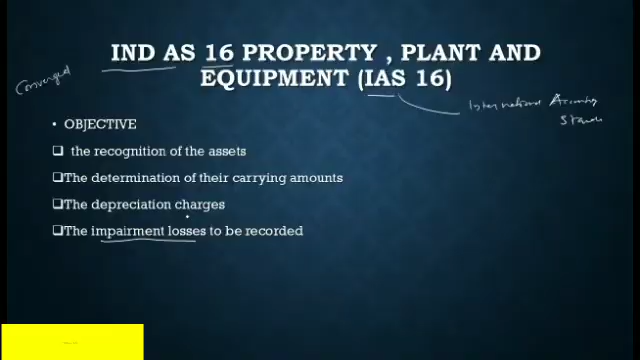 IND AS 16 PROPERTY , PLANT AND
EQUIPMENT (IAS 16)
Converged
International Accounting
• OBJECTIVE
❑ the recognition of the assets
❑The determination of their carrying amounts
❑The depreciation charges
❑The impairment losses to be recorded